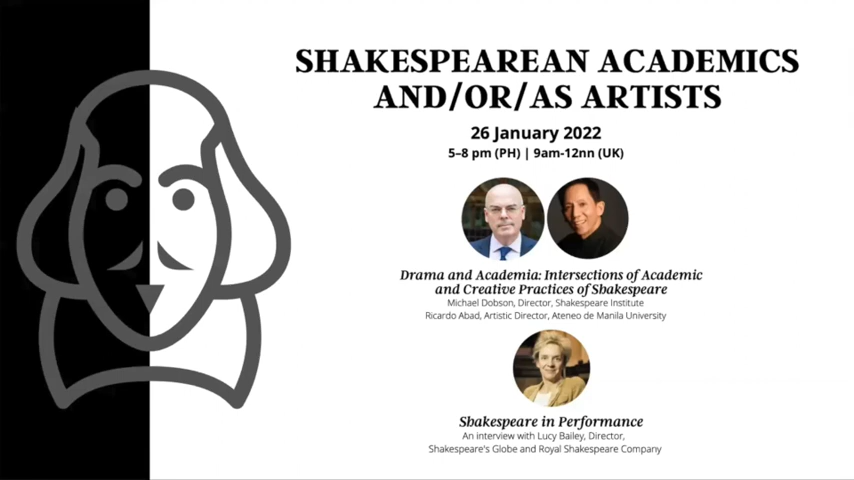 SHAKESPEAREAN ACADEMICS
AND/OR/AS ARTISTS
26 January 2022
5–8 pm (PH) | 9am-12nn (UK)
Drama and Academia: Intersections of Academic
and Creative Practices of Shakespeare
Michael Dobson, Director, Shakespeare Institute
Ricardo Abad, Artistic Director, Ateneo de Manila University
Shakespeare in Performance
An interview with Lucy Bailey, Director,
Shakespeare's Globe and Royal Shakespeare Company